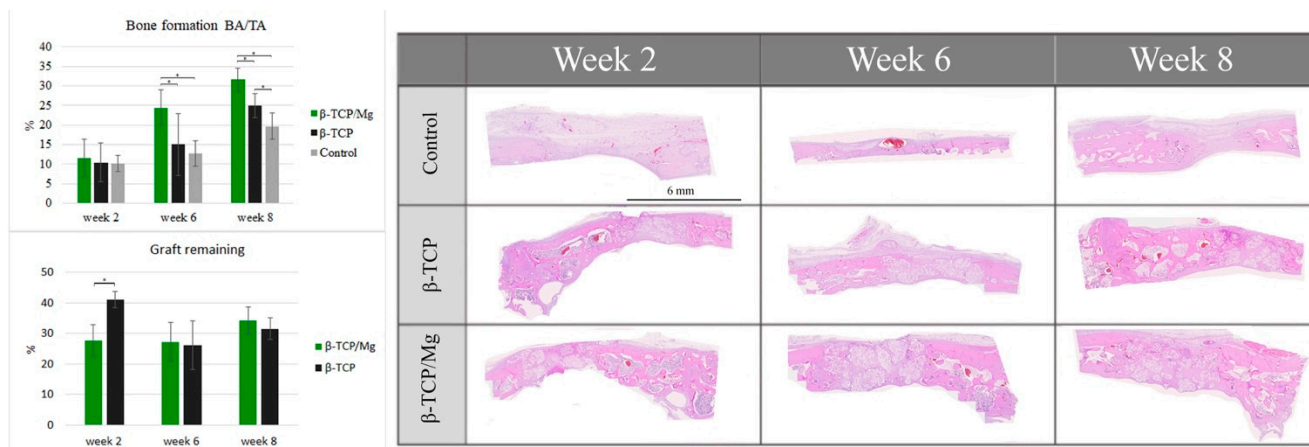 Bone formation BA/TA
40
35
30
25
20
15
10
5
0
%
* * * * *
week 2 week 6 week 8
β-TCP/Mg
β-TCP
Control
Graft remaining
50
40
30
20
10
0
%
*
week 2 week 6 week 8
β-TCP/Mg
β-TCP
Week 2 Week 6 Week 8
Control
6 mm
β-TCP
β-TCP/Mg